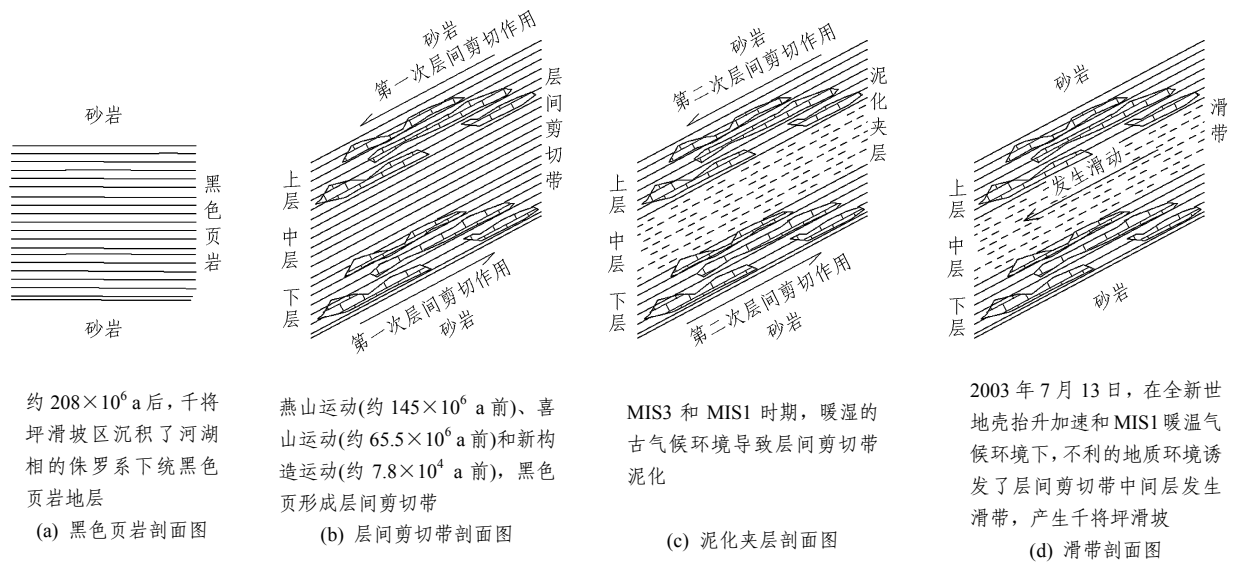 砂岩
黑色页岩
砂岩
约 208×10⁶ a 后，千将
坪滑坡区沉积了河湖
相的侏罗系下统黑色
页岩地层
(a) 黑色页岩剖面图
砂岩
第一次层间剪切作用
层间剪切带
上层
中层
下层
第一次层间剪切作用
砂岩
燕山运动(约 145×10⁶ a 前)、喜
山运动(约 65.5×10⁶ a 前)和新构
造运动(约 7.8×10⁴ a 前)，黑色
页形成层间剪切带
(b) 层间剪切带剖面图
砂岩
第二次层间剪切作用
泥化夹层
上层
中层
下层
第二次层间剪切作用
砂岩
MIS3 和 MIS1 时期，暖湿的
古气候环境导致层间剪切带
泥化
(c) 泥化夹层剖面图
砂岩
滑带
发生滑动
上层
中层
下层
砂岩
2003 年 7 月 13 日，在全新世
地壳抬升加速和 MIS1 暖温气
候环境下，不利的地质环境诱
发了层间剪切带中间层发生
滑带，产生千将坪滑坡
(d) 滑带剖面图